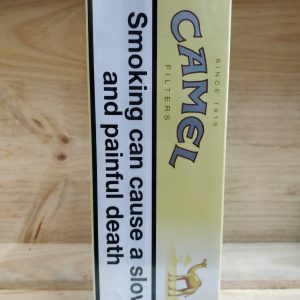 SINCE 1913
CAMEL
FILTERS
Smoking can cause a slow
and painful death